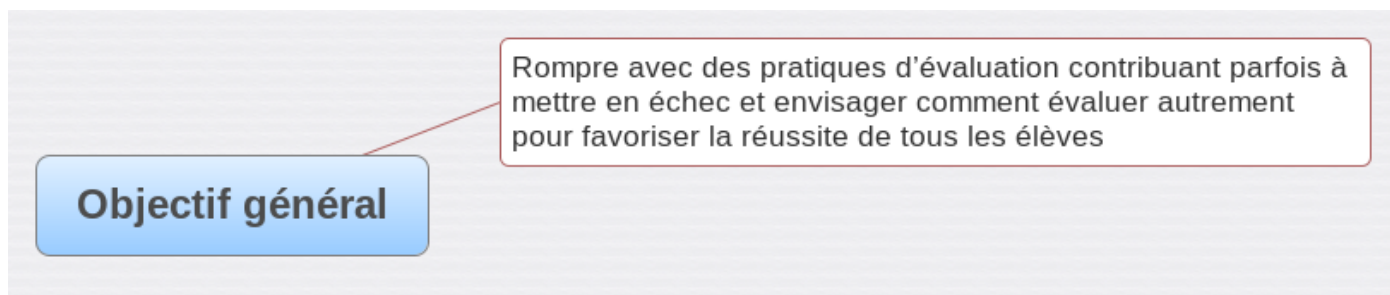 Rompre avec des pratiques d’évaluation contribuant parfois à
mettre en échec et envisager comment évaluer autrement
pour favoriser la réussite de tous les élèves
Objectif général